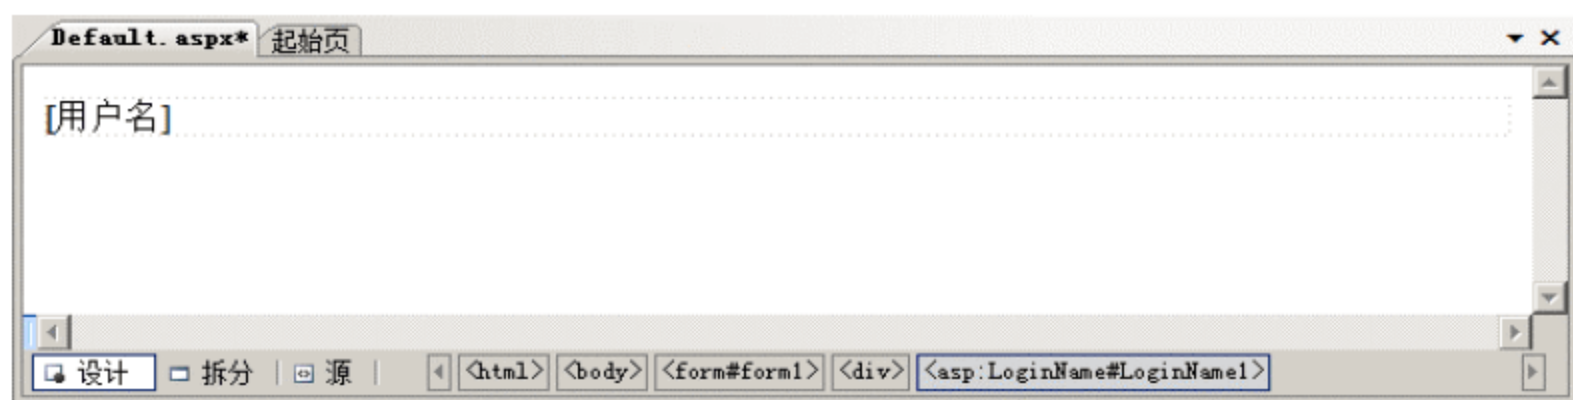 Default.aspx* 起始页
[用户名]
设计 拆分 源 <html> <body> <form#form1> <div> <asp:LoginName#LoginName1>